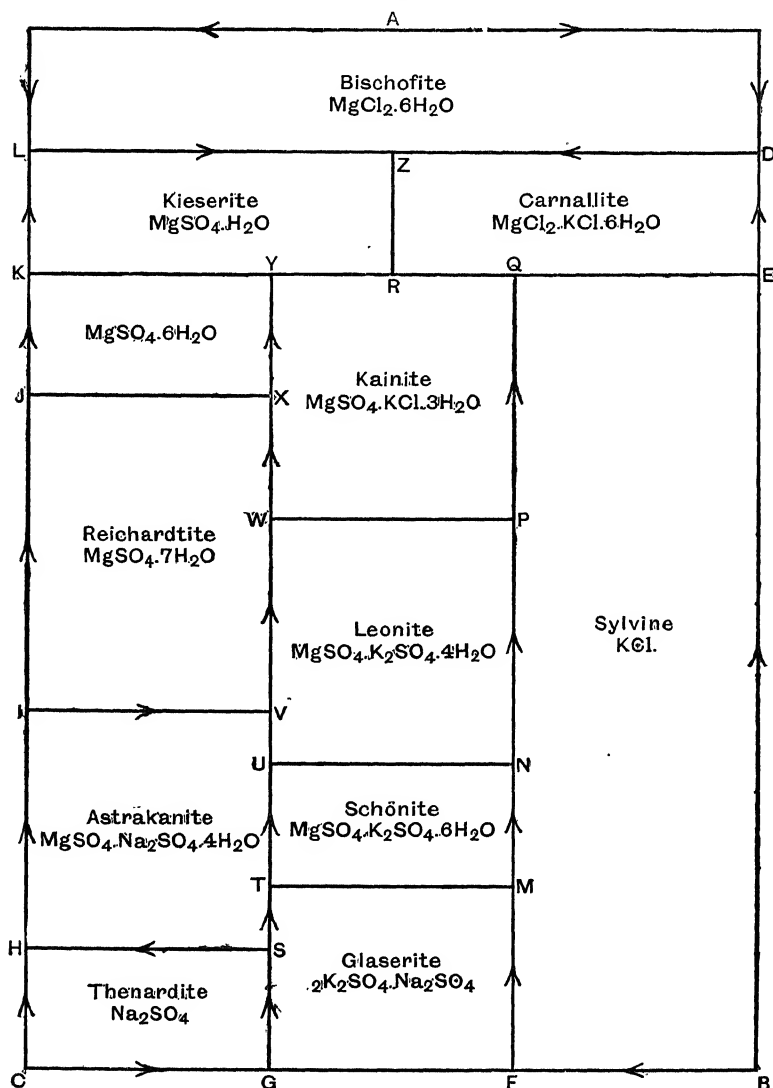 A
Bischofite
MgCl₂.6H₂O
L
Z
D
Kieserite
MgSO₄.H₂O
Carnallite
MgCl₂.KCl.6H₂O
K
Y
R
Q
E
MgSO₄.6H₂O
Kainite
MgSO₄.KCl.3H₂O
J
X
W
P
Reichardtite
MgSO₄.7H₂O
Leonite
MgSO₄.K₂SO₄.4H₂O
Sylvine
KCl.
I
V
U
N
Astrakanite
MgSO₄.Na₂SO₄.4H₂O
Schönite
MgSO₄.K₂SO₄.6H₂O
T
M
H
S
Glaserite
2K₂SO₄.Na₂SO₄
Thenardite
Na₂SO₄
C
G
F
B